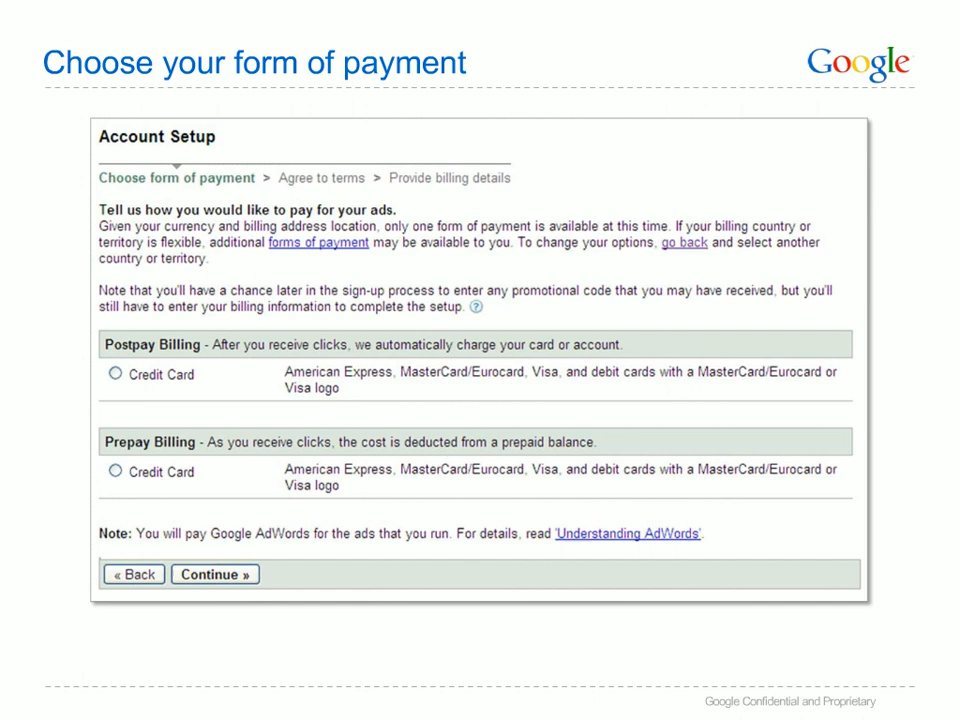 Choose your form of payment
Google
Account Setup
Choose form of payment > Agree to terms > Provide billing details
Tell us how you would like to pay for your ads.
Given your currency and billing address location, only one form of payment is available at this time. If your billing country or
territory is flexible, additional forms of payment may be available to you. To change your options, go back and select another
country or territory.
Note that you'll have a chance later in the sign-up process to enter any promotional code that you may have received, but you'll
still have to enter your billing information to complete the setup. ?
Postpay Billing - After you receive clicks, we automatically charge your card or account.
Credit Card American Express, MasterCard/Eurocard, Visa, and debit cards with a MasterCard/Eurocard or
Visa logo
Prepay Billing - As you receive clicks, the cost is deducted from a prepaid balance.
Credit Card American Express, MasterCard/Eurocard, Visa, and debit cards with a MasterCard/Eurocard or
Visa logo
Note: You will pay Google AdWords for the ads that you run. For details, read 'Understanding AdWords'.
« Back Continue »
Google Confidential and Proprietary